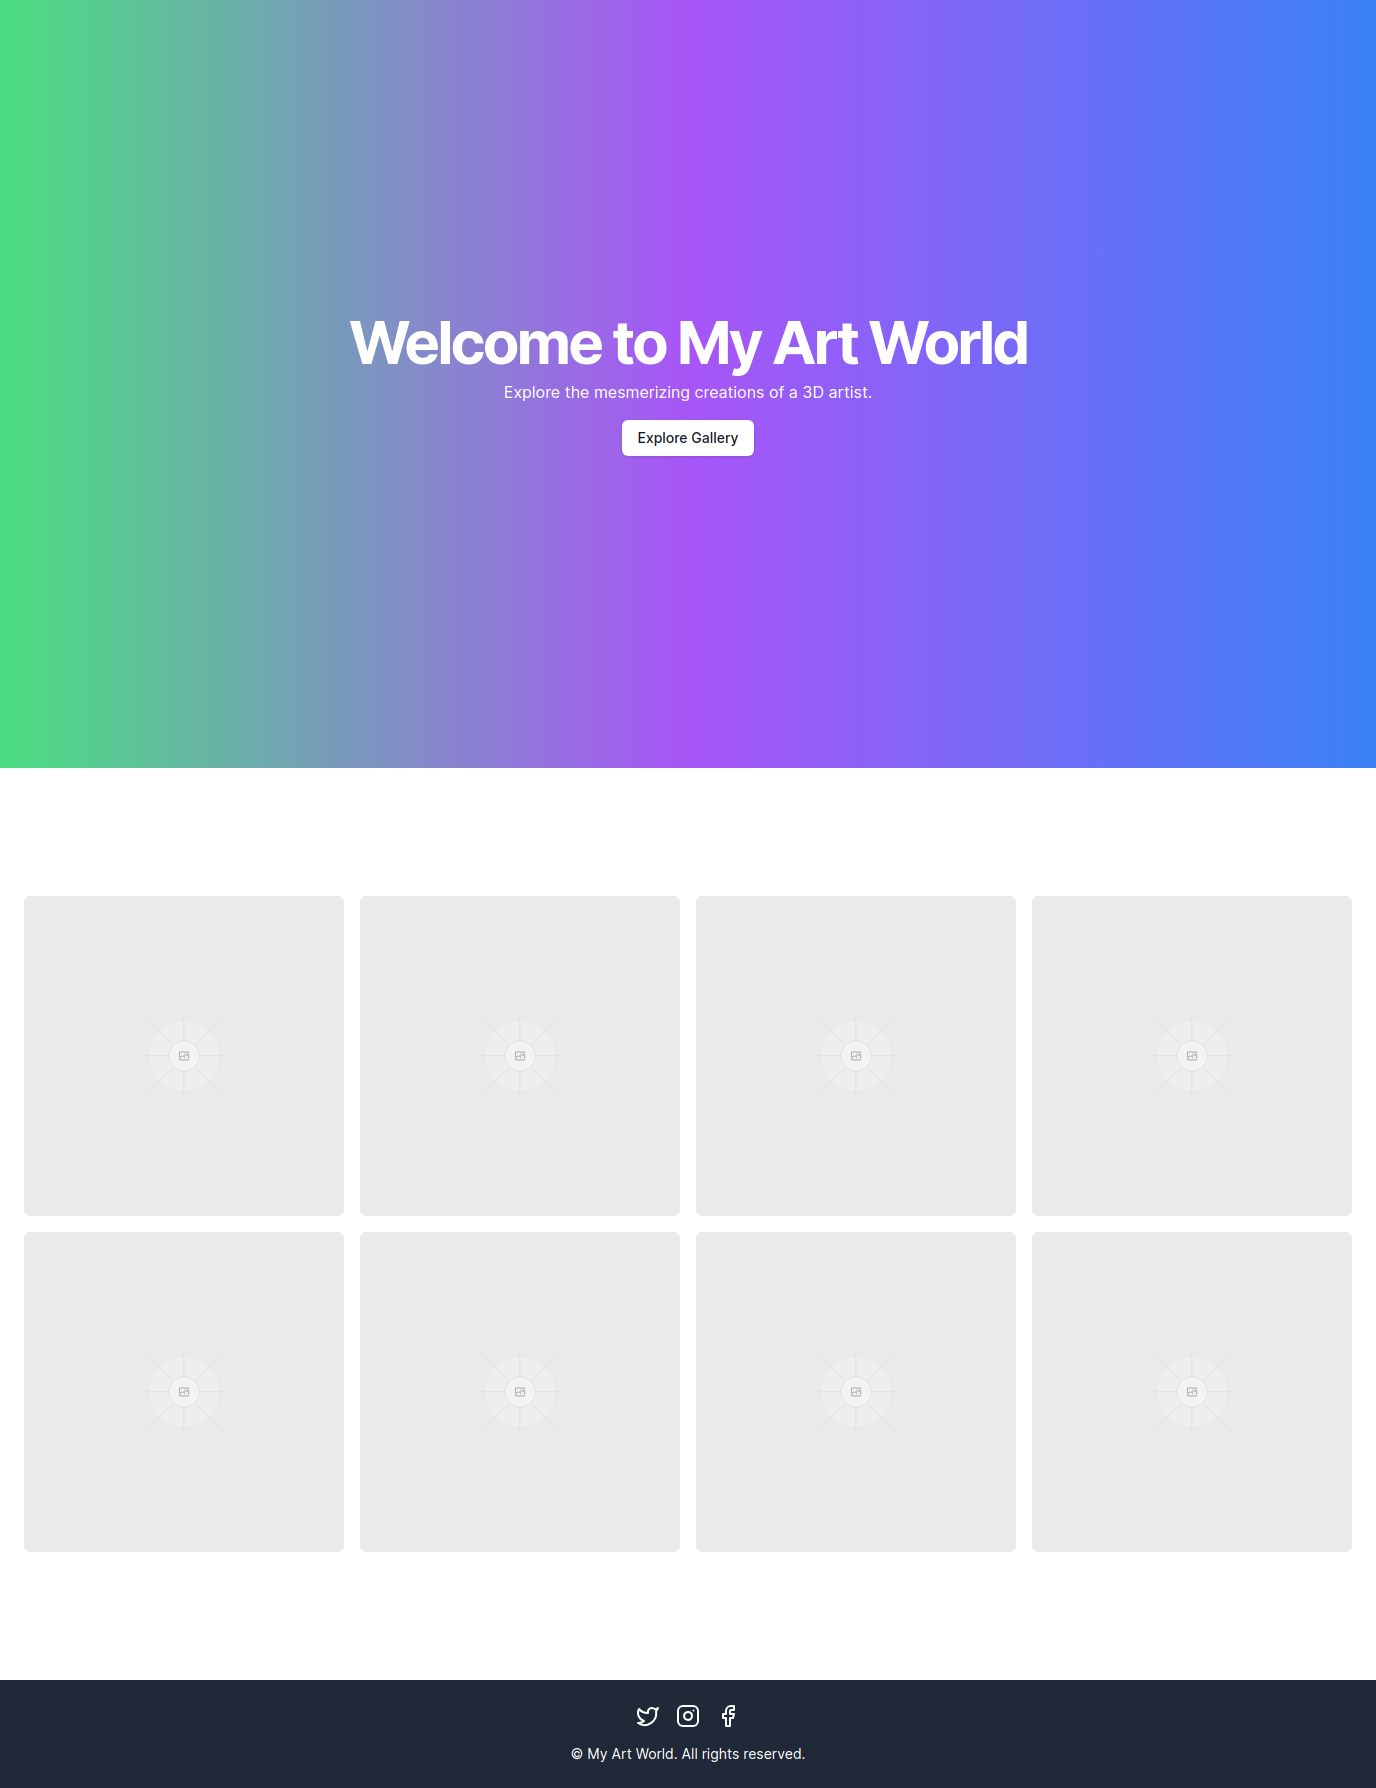 Welcome to My Art World
Explore the mesmerizing creations of a 3D artist.
Explore Gallery
© My Art World. All rights reserved.